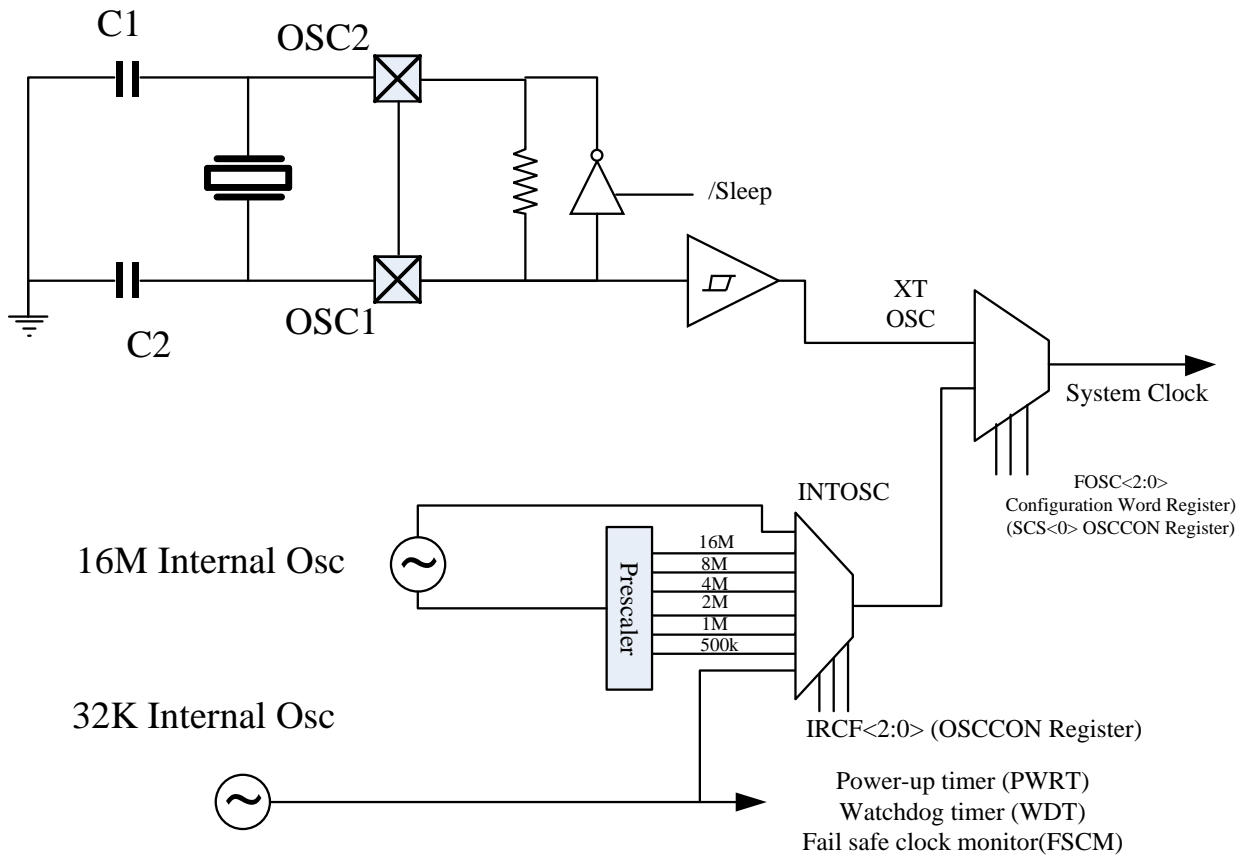 C1
OSC2
/Sleep
OSC1
C2
XT
OSC
System Clock
FOSC<2:0>
Configuration Word Register)
(SCS<0> OSCCON Register)
INTOSC
16M Internal Osc
Prescaler
16M
8M
4M
2M
1M
500k
32K Internal Osc
IRCF<2:0> (OSCCON Register)
Power-up timer (PWRT)
Watchdog timer (WDT)
Fail safe clock monitor(FSCM)